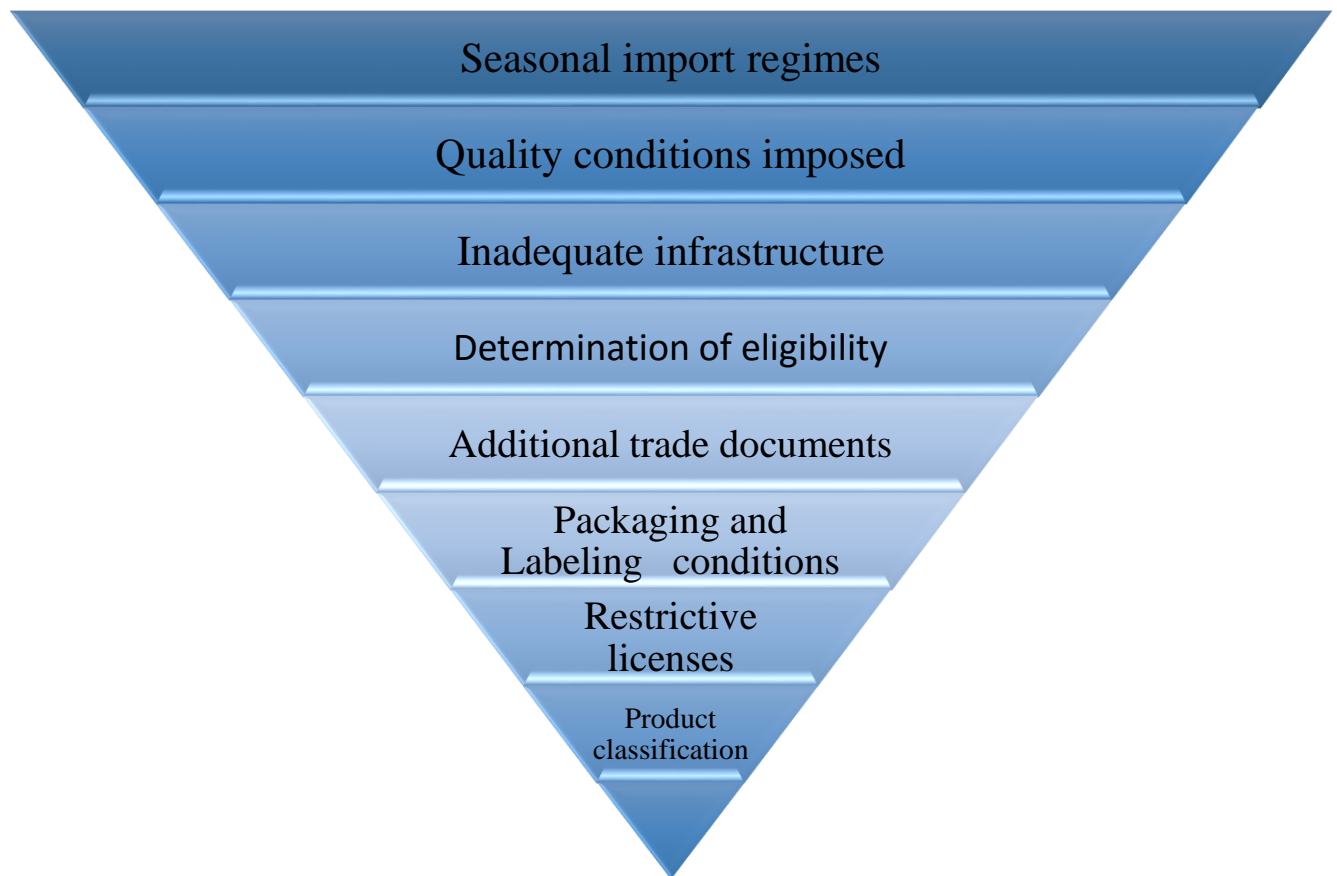 Seasonal import regimes
Quality conditions imposed
Inadequate infrastructure
Determination of eligibility
Additional trade documents
Packaging and
Labeling conditions
Restrictive
licenses
Product
classification